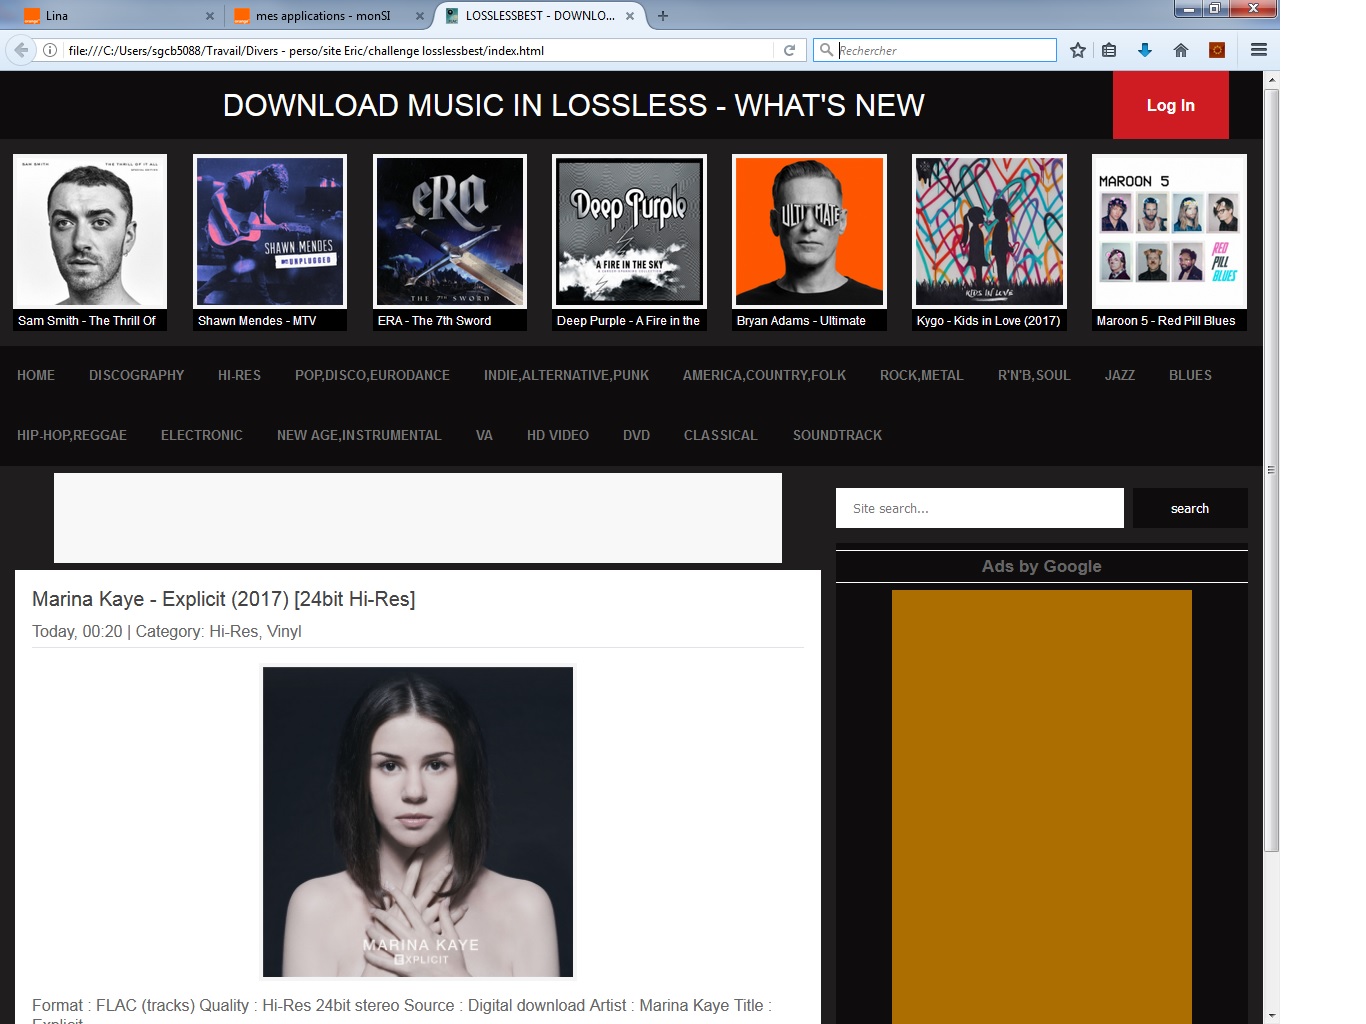 Lina
mes applications - monSI
LOSSLESSBEST - DOWNLO...
file:///C:/Users/sgcb5088/Travail/Divers - perso/site Eric/challenge losslessbest/index.html
Rechercher
DOWNLOAD MUSIC IN LOSSLESS - WHAT'S NEW
Log In
SAM SMITH THE THRILL OF IT ALL
SPECIAL EDITION
SHAWN MENDES
MTV UNPLUGGED
eRa
THE 7TH SWORD
Deep Purple
A FIRE IN THE SKY
ULTIMATE
KIDS IN LOVE
MAROON 5
RED PILL BLUES
Sam Smith - The Thrill Of
Shawn Mendes - MTV
ERA - The 7th Sword
Deep Purple - A Fire in the
Bryan Adams - Ultimate
Kygo - Kids in Love (2017)
Maroon 5 - Red Pill Blues
HOME DISCOGRAPHY HI-RES POP,DISCO,EURODANCE INDIE,ALTERNATIVE,PUNK AMERICA,COUNTRY,FOLK ROCK,METAL R'N'B,SOUL JAZZ BLUES
HIP-HOP,REGGAE ELECTRONIC NEW AGE,INSTRUMENTAL VA HD VIDEO DVD CLASSICAL SOUNDTRACK
Site search...
search
Ads by Google
Marina Kaye - Explicit (2017) [24bit Hi-Res]
Today, 00:20 | Category: Hi-Res, Vinyl
MARINA KAYE
EXPLICIT
Format : FLAC (tracks) Quality : Hi-Res 24bit stereo Source : Digital download Artist : Marina Kaye Title :
Explicit